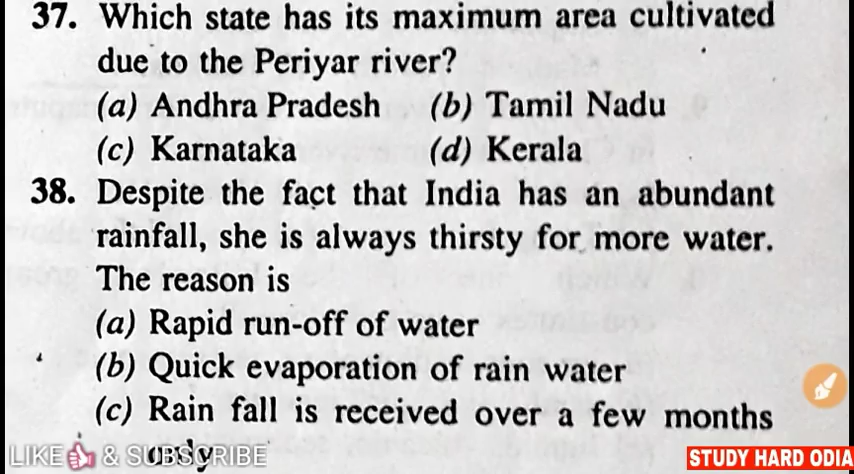 37. Which state has its maximum area cultivated
due to the Periyar river?
(a) Andhra Pradesh (b) Tamil Nadu
(c) Karnataka (d) Kerala
38. Despite the fact that India has an abundant
rainfall, she is always thirsty for more water.
The reason is
(a) Rapid run-off of water
(b) Quick evaporation of rain water
(c) Rain fall is received over a few months
only
LIKE & SUBSCRIBE
STUDY HARD ODIA